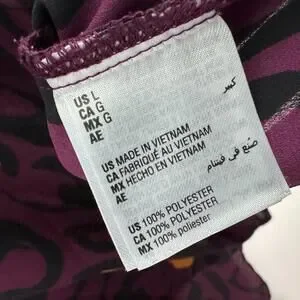 US L
CA G
MX G
AE كبير
US MADE IN VIETNAM
CA FABRIQUÉ AU VIETNAM
MX HECHO EN VIETNAM
AE صنع في فيتنام
US 100% POLYESTER
CA 100% POLYESTER
MX 100% poliester